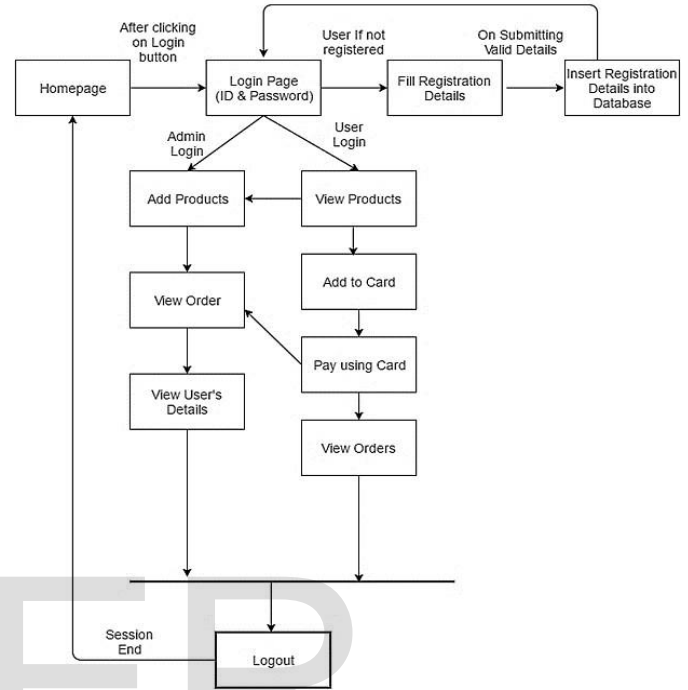 After clicking
on Login
button
User If not
registered
On Submitting
Valid Details
Homepage
Login Page
(ID & Password)
Fill Registration
Details
Insert Registration
Details into
Database
Admin
Login
User
Login
Add Products
View Products
Add to Card
View Order
Pay using Card
View User's
Details
View Orders
Session
End
Logout